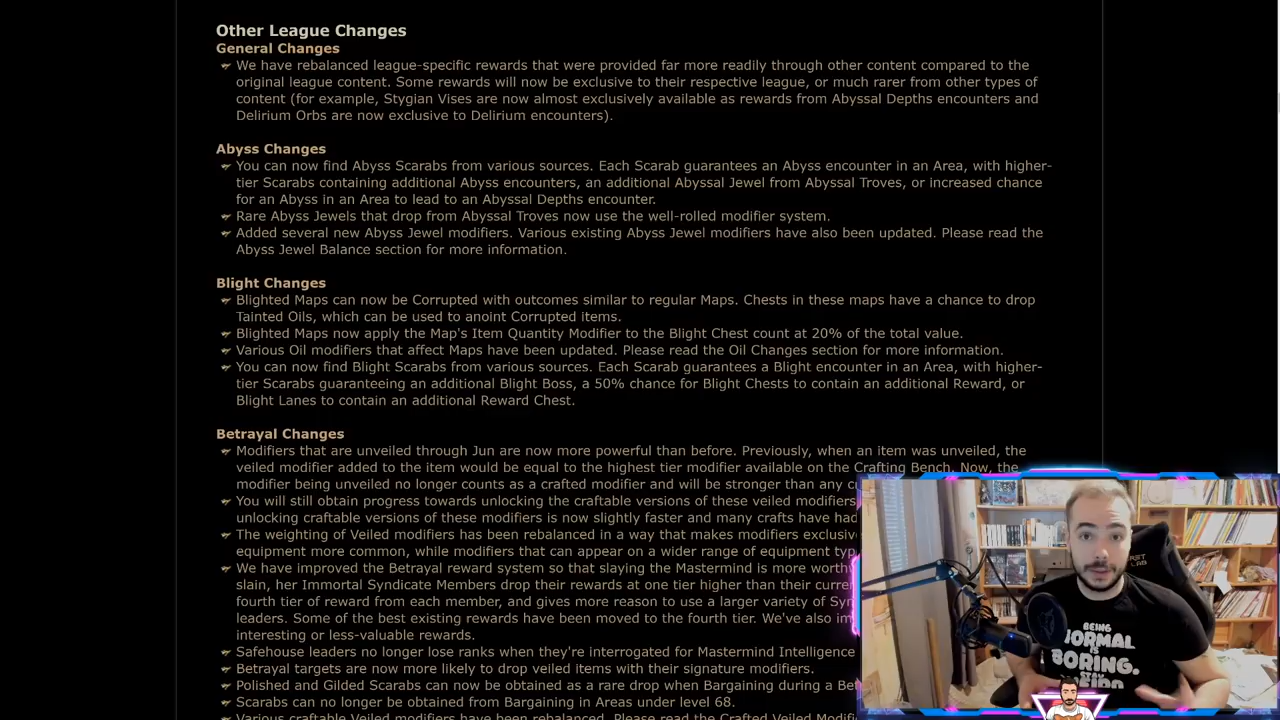 Other League Changes
General Changes
We have rebalanced league-specific rewards that were provided far more readily through other content compared to the
original league content. Some rewards will now be exclusive to their respective league, or much rarer from other types of
content (for example, Stygian Vises are now almost exclusively available as rewards from Abyssal Depths encounters and
Delirium Orbs are now exclusive to Delirium encounters).
Abyss Changes
You can now find Abyss Scarabs from various sources. Each Scarab guarantees an Abyss encounter in an Area, with higher-
tier Scarabs containing additional Abyss encounters, an additional Abyssal Jewel from Abyssal Troves, or increased chance
for an Abyss in an Area to lead to an Abyssal Depths encounter.
Rare Abyss Jewels that drop from Abyssal Troves now use the well-rolled modifier system.
Added several new Abyss Jewel modifiers. Various existing Abyss Jewel modifiers have also been updated. Please read the
Abyss Jewel Balance section for more information.
Blight Changes
Blighted Maps can now be Corrupted with outcomes similar to regular Maps. Chests in these maps have a chance to drop
Tainted Oils, which can be used to anoint Corrupted items.
Blighted Maps now apply the Map's Item Quantity Modifier to the Blight Chest count at 20% of the total value.
Various Oil modifiers that affect Maps have been updated. Please read the Oil Changes section for more information.
You can now find Blight Scarabs from various sources. Each Scarab guarantees a Blight encounter in an Area, with higher-
tier Scarabs guaranteeing an additional Blight Boss, a 50% chance for Blight Chests to contain an additional Reward, or
Blight Lanes to contain an additional Reward Chest.
Betrayal Changes
Modifiers that are unveiled through Jun are now more powerful than before. Previously, when an item was unveiled, the
veiled modifier added to the item would be equal to the highest tier modifier available on the Crafting Bench. Now, the
modifier being unveiled no longer counts as a crafted modifier and will be stronger than any
You will still obtain progress towards unlocking the craftable versions of these veiled modifiers
unlocking craftable versions of these modifiers is now slightly faster and many crafts have had
The weighting of Veiled modifiers has been rebalanced in a way that makes modifiers
equipment more common, while modifiers that can appear on a wider range of equipment
We have improved the Betrayal reward system so that slaying the Mastermind is more
slain, her Immortal Syndicate Members drop their rewards at one tier higher than their
fourth tier of reward from each member, and gives more reason to use a larger variety of
leaders. Some of the best existing rewards have been moved to the fourth tier. We've also
interesting or less-valuable rewards.
Safehouse leaders no longer lose ranks when they're interrogated for Mastermind Intelligence
Betrayal targets are now more likely to drop veiled items with their signature modifiers.
Polished and Gilded Scarabs can now be obtained as a rare drop when Bargaining during a
Scarabs can no longer be obtained from Bargaining in Areas under level 68.
Various craftable Veiled modifiers have been rebalanced. Please read the Crafted Veiled
BEING
NORMAL
IS
BORING.
STAY
WEIRD